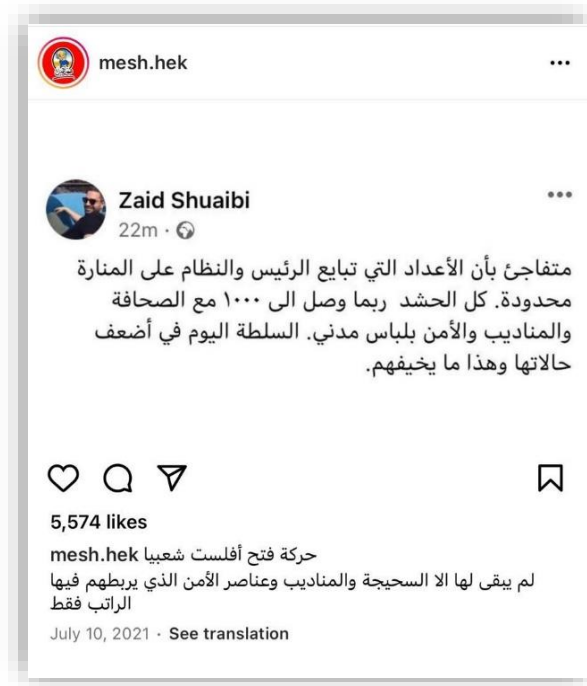 mesh.hek
Zaid Shuaibi
22m ·
متفاجئ بأن الأعداد التي تبايع الرئيس والنظام على المنارة
محدودة. كل الحشد ربما وصل الى ١٠٠٠ مع الصحافة
والمناديب والأمن بلباس مدني. السلطة اليوم في أضعف
حالاتها وهذا ما يخيفهم.
5,574 likes
mesh.hek حركة فتح أفلست شعبيا
لم يبقى لها الا السحيجة والمناديب وعناصر الأمن الذي يربطهم فيها
الراتب فقط
July 10, 2021 · See translation